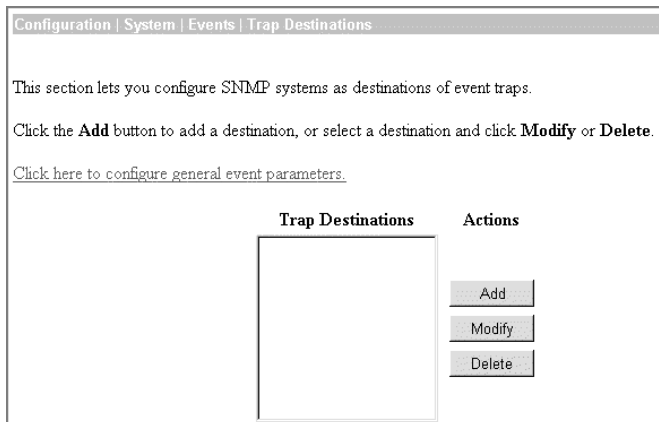 Configuration | System | Events | Trap Destinations
This section lets you configure SNMP systems as destinations of event traps.
Click the Add button to add a destination, or select a destination and click Modify or Delete.
Click here to configure general event parameters.
Trap Destinations Actions
Add
Modify
Delete